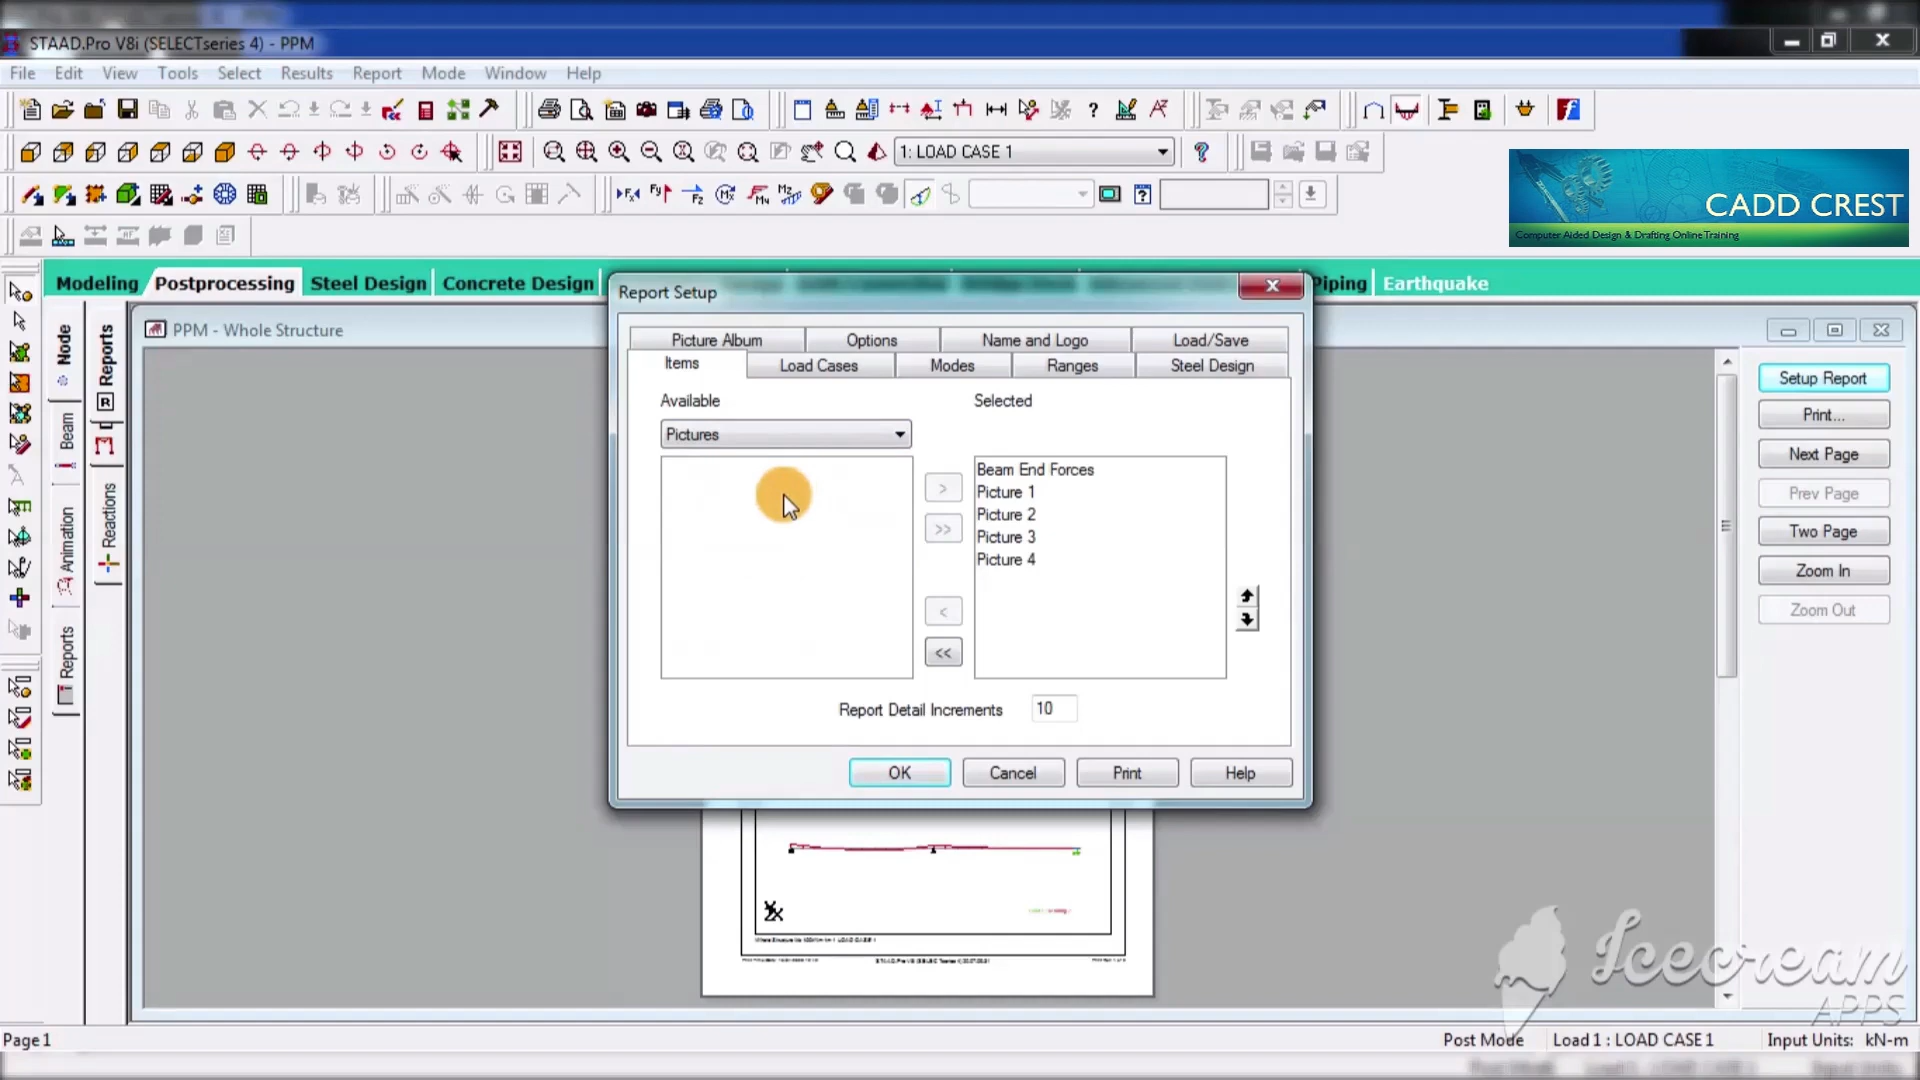 STAAD.Pro V8i (SELECTseries 4) - PPM
File Edit View Tools Select Results Report Mode Window Help
1: LOAD CASE 1
CADD CREST
Computer Aided Design & Drafting Online Training
Modeling Postprocessing Steel Design Concrete Design Piping Earthquake
Report Setup
PPM - Whole Structure
Picture Album Options Name and Logo Load/Save
Items Load Cases Modes Ranges Steel Design
Available Selected
Pictures
Beam End Forces
Picture 1
Picture 2
Picture 3
Picture 4
> 
>>
<
<<
Report Detail Increments 10
OK Cancel Print Help
Setup Report
Print...
Next Page
Prev Page
Two Page
Zoom In
Zoom Out
Node
Beam
Animation
Reports
Reports
Reactions
Icecream
APPS
Page 1 Post Mode Load 1 : LOAD CASE 1 Input Units: kN-m